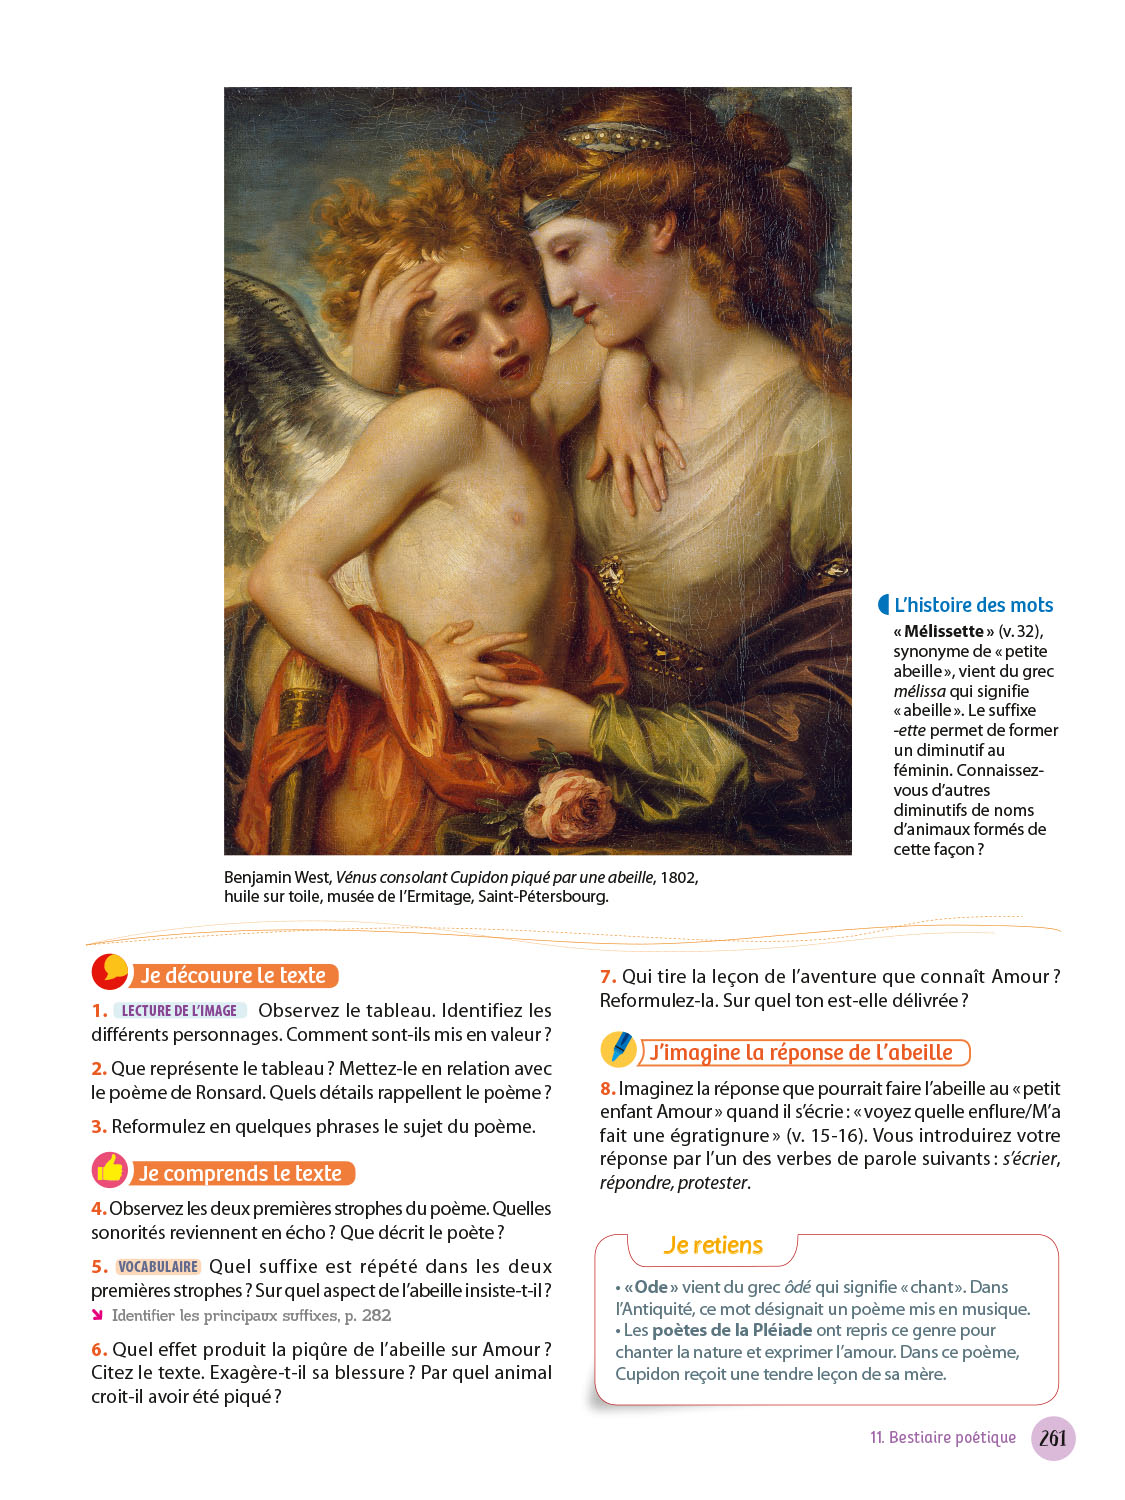 L’histoire des mots
« Mélissette » (v. 32),
synonyme de « petite
abeille », vient du grec
mélissa qui signifie
« abeille ». Le suffixe
-ette permet de former
un diminutif au
féminin. Connaissez-
vous d’autres
diminutifs de noms
d’animaux formés de
cette façon ?
Benjamin West, Vénus consolant Cupidon piqué par une abeille, 1802,
huile sur toile, musée de l’Ermitage, Saint-Pétersbourg.
Je découvre le texte
1. LECTURE DE L’IMAGE Observez le tableau. Identifiez les
différents personnages. Comment sont-ils mis en valeur ?
2. Que représente le tableau ? Mettez-le en relation avec
le poème de Ronsard. Quels détails rappellent le poème ?
3. Reformulez en quelques phrases le sujet du poème.
Je comprends le texte
4. Observez les deux premières strophes du poème. Quelles
sonorités reviennent en écho ? Que décrit le poète ?
5. VOCABULAIRE Quel suffixe est répété dans les deux
premières strophes ? Sur quel aspect de l’abeille insiste-t-il ?
Identifier les principaux suffixes, p. 282
6. Quel effet produit la piqûre de l’abeille sur Amour ?
Citez le texte. Exagère-t-il sa blessure ? Par quel animal
croit-il avoir été piqué ?
7. Qui tire la leçon de l’aventure que connaît Amour ?
Reformulez-la. Sur quel ton est-elle délivrée ?
J’imagine la réponse de l’abeille
8. Imaginez la réponse que pourrait faire l’abeille au « petit
enfant Amour » quand il s’écrie : « voyez quelle enflure/M’a
fait une égratignure » (v. 15-16). Vous introduirez votre
réponse par l’un des verbes de parole suivants : s’écrier,
répondre, protester.
Je retiens
• « Ode » vient du grec ôdé qui signifie « chant ». Dans
l’Antiquité, ce mot désignait un poème mis en musique.
• Les poètes de la Pléiade ont repris ce genre pour
chanter la nature et exprimer l’amour. Dans ce poème,
Cupidon reçoit une tendre leçon de sa mère.
11. Bestiaire poétique 261